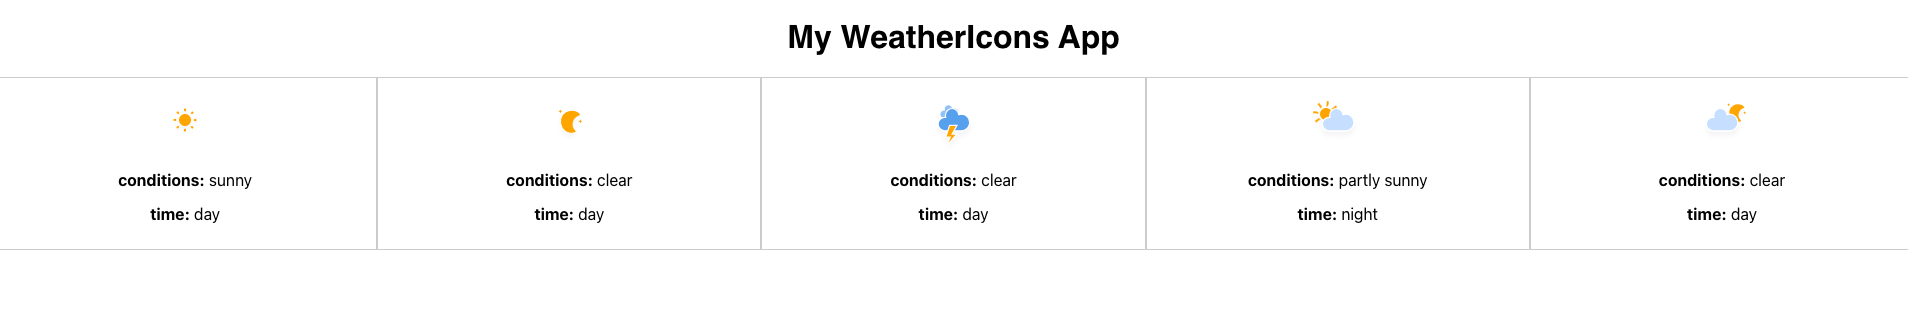 My WeatherIcons App
conditions: sunny
time: day
conditions: clear
time: day
conditions: clear
time: day
conditions: partly sunny
time: night
conditions: clear
time: day